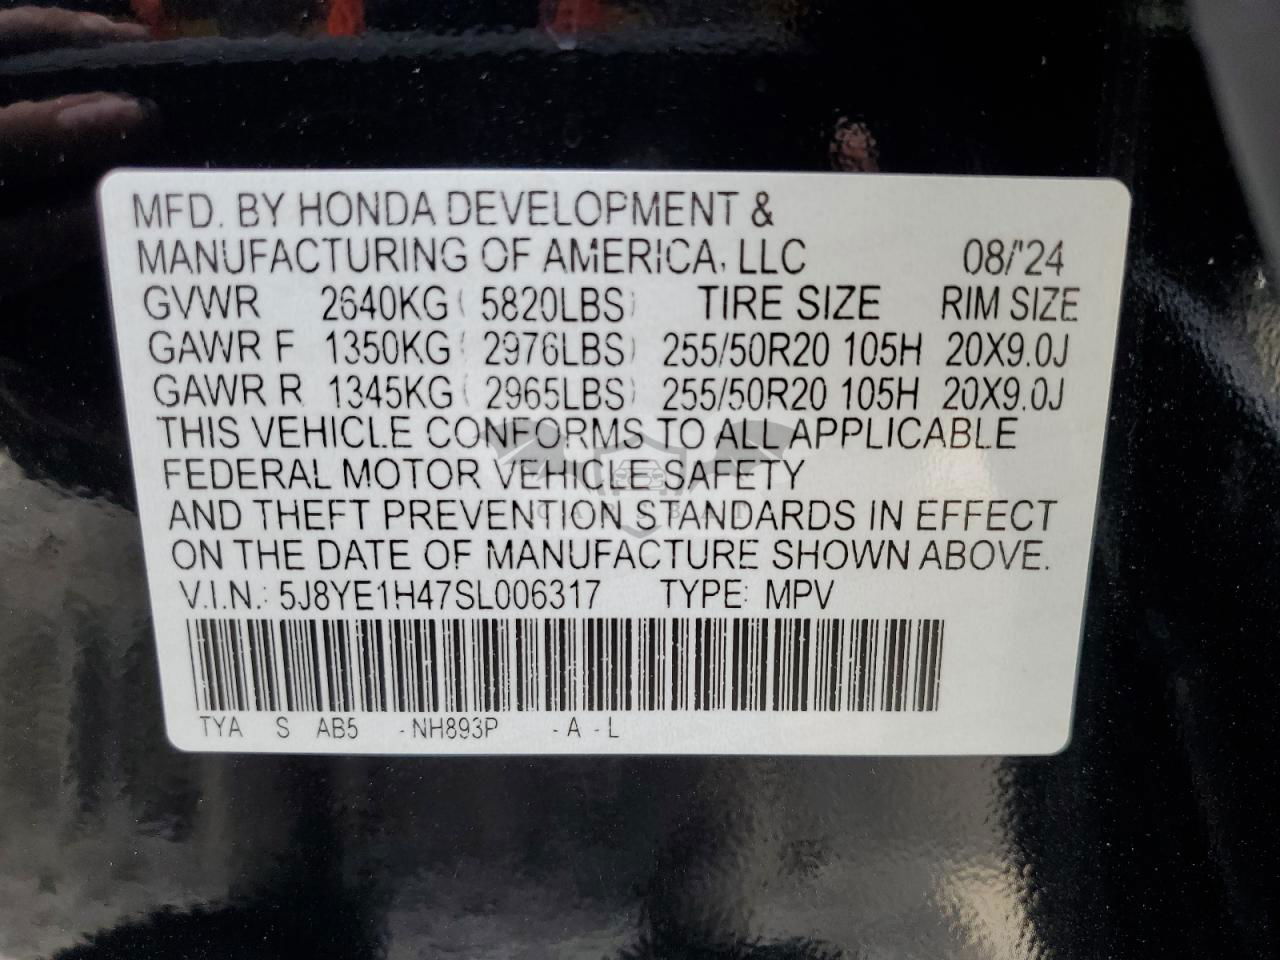 MFD. BY HONDA DEVELOPMENT &
MANUFACTURING OF AMERICA, LLC 08/'24
GVWR 2640KG ( 5820LBS) TIRE SIZE RIM SIZE
GAWR F 1350KG ( 2976LBS) 255/50R20 105H 20X9.0J
GAWR R 1345KG ( 2965LBS) 255/50R20 105H 20X9.0J
THIS VEHICLE CONFORMS TO ALL APPLICABLE
FEDERAL MOTOR VEHICLE SAFETY
AND THEFT PREVENTION STANDARDS IN EFFECT
ON THE DATE OF MANUFACTURE SHOWN ABOVE.
V.I.N.: 5J8YE1H47SL006317 TYPE: MPV
TYA S AB5 -NH893P -A -L